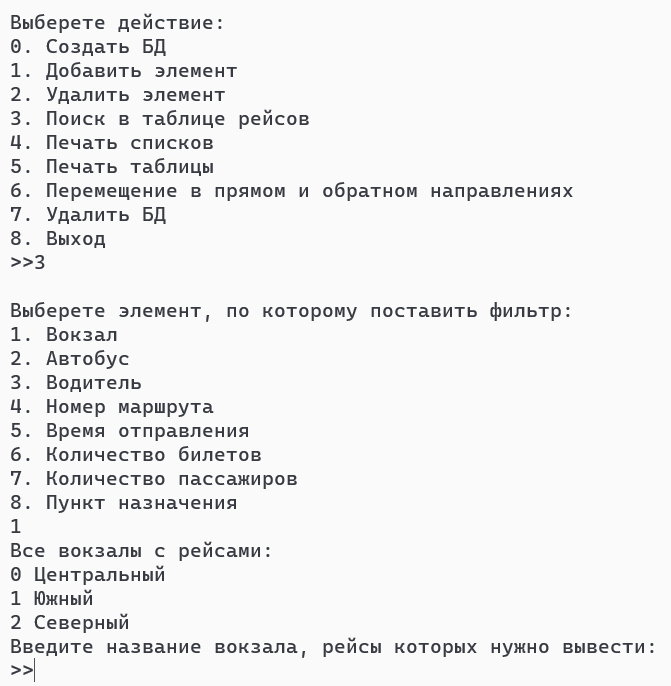 Выберете действие:
0. Создать БД
1. Добавить элемент
2. Удалить элемент
3. Поиск в таблице рейсов
4. Печать списков
5. Печать таблицы
6. Перемещение в прямом и обратном направлениях
7. Удалить БД
8. Выход
>>3
Выберете элемент, по которому поставить фильтр:
1. Вокзал
2. Автобус
3. Водитель
4. Номер маршрута
5. Время отправления
6. Количество билетов
7. Количество пассажиров
8. Пункт назначения
1
Все вокзалы с рейсами:
0 Центральный
1 Южный
2 Северный
Введите название вокзала, рейсы которых нужно вывести:
>>